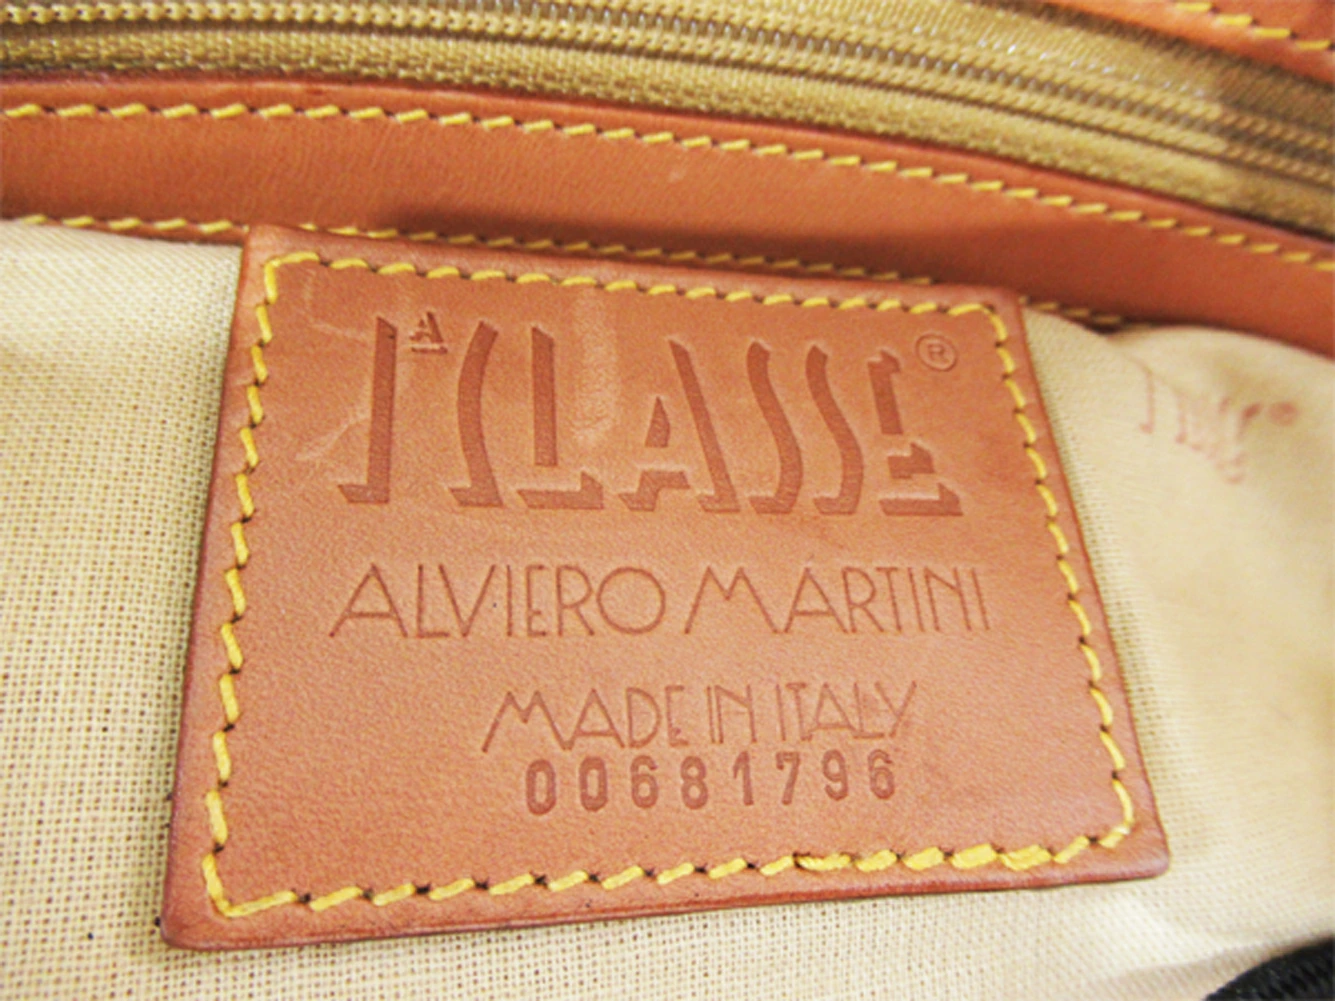 1ᴬ CLASSE®
ALVIERO MARTINI
MADE IN ITALY
00681796